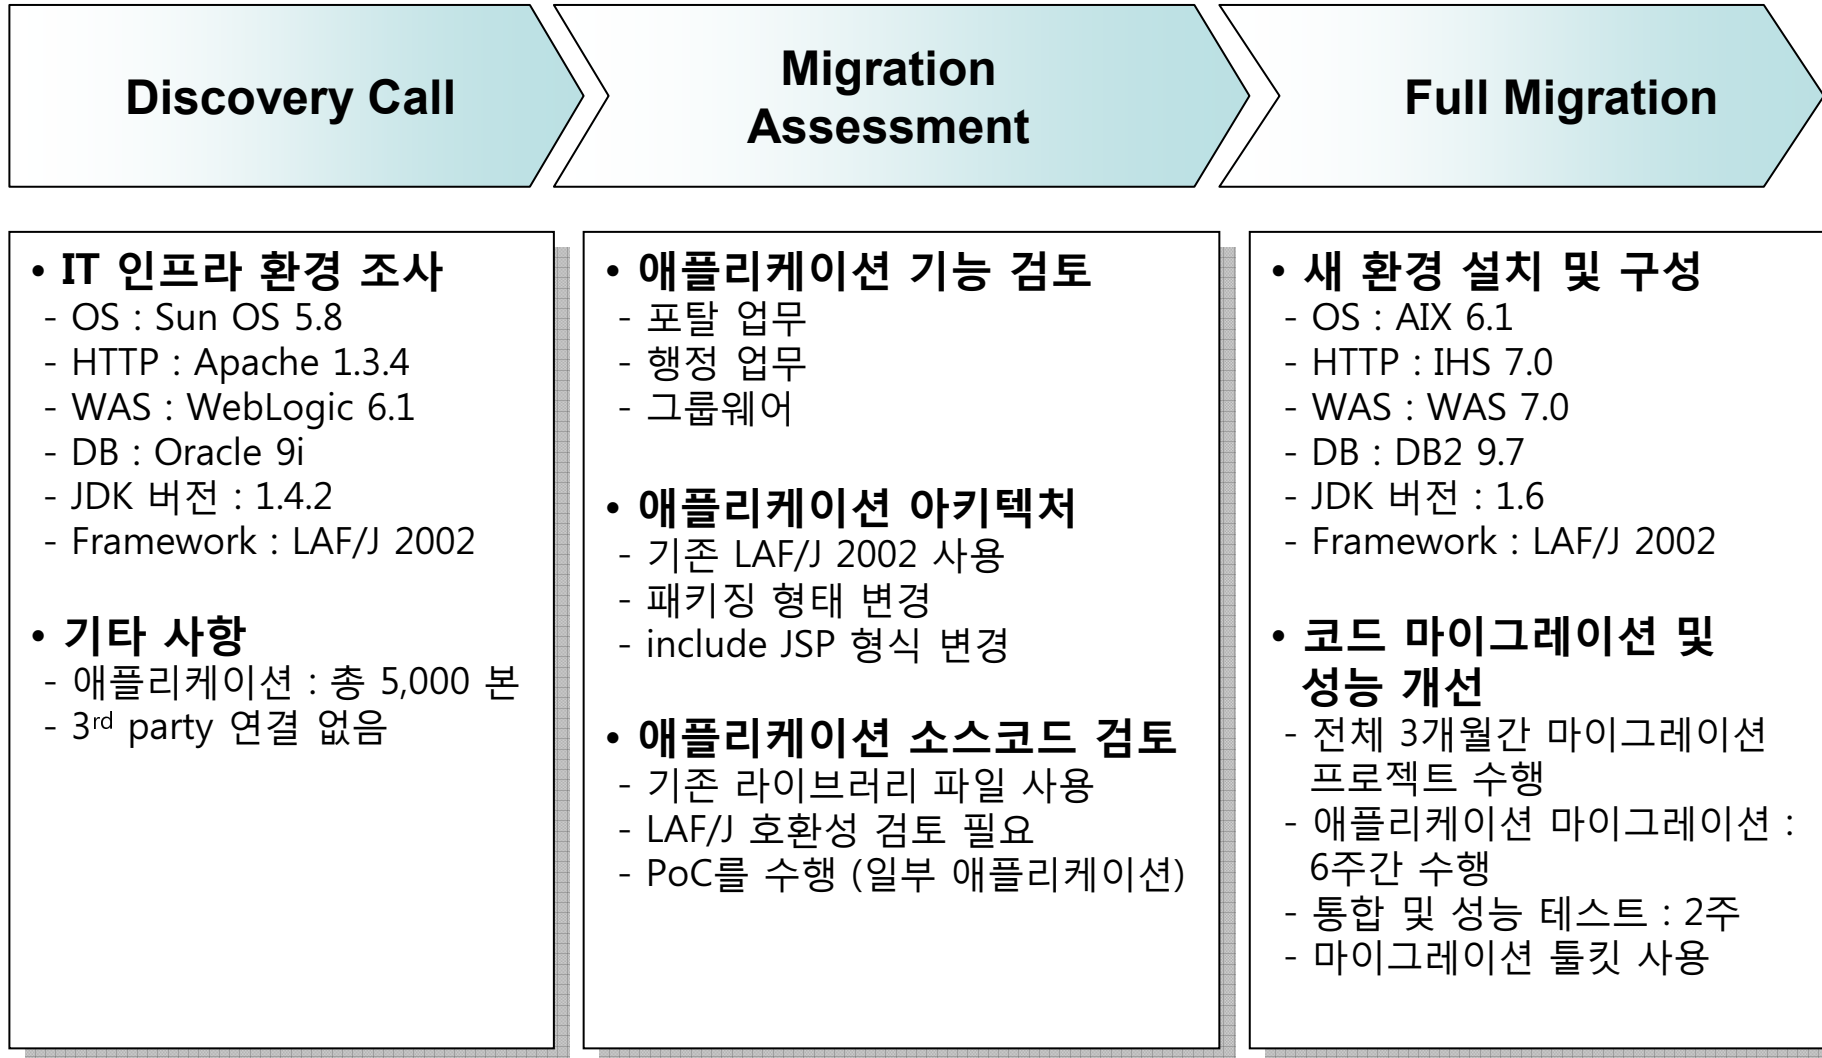 Discovery Call
Migration
Assessment
Full Migration
• IT 인프라 환경 조사
- OS : Sun OS 5.8
- HTTP : Apache 1.3.4
- WAS : WebLogic 6.1
- DB : Oracle 9i
- JDK 버전 : 1.4.2
- Framework : LAF/J 2002
• 기타 사항
- 애플리케이션 : 총 5,000 본
- 3rd party 연결 없음
• 애플리케이션 기능 검토
- 포탈 업무
- 행정 업무
- 그룹웨어
• 애플리케이션 아키텍처
- 기존 LAF/J 2002 사용
- 패키징 형태 변경
- include JSP 형식 변경
• 애플리케이션 소스코드 검토
- 기존 라이브러리 파일 사용
- LAF/J 호환성 검토 필요
- PoC를 수행 (일부 애플리케이션)
• 새 환경 설치 및 구성
- OS : AIX 6.1
- HTTP : IHS 7.0
- WAS : WAS 7.0
- DB : DB2 9.7
- JDK 버전 : 1.6
- Framework : LAF/J 2002
• 코드 마이그레이션 및
성능 개선
- 전체 3개월간 마이그레이션
프로젝트 수행
- 애플리케이션 마이그레이션 :
6주간 수행
- 통합 및 성능 테스트 : 2주
- 마이그레이션 툴킷 사용